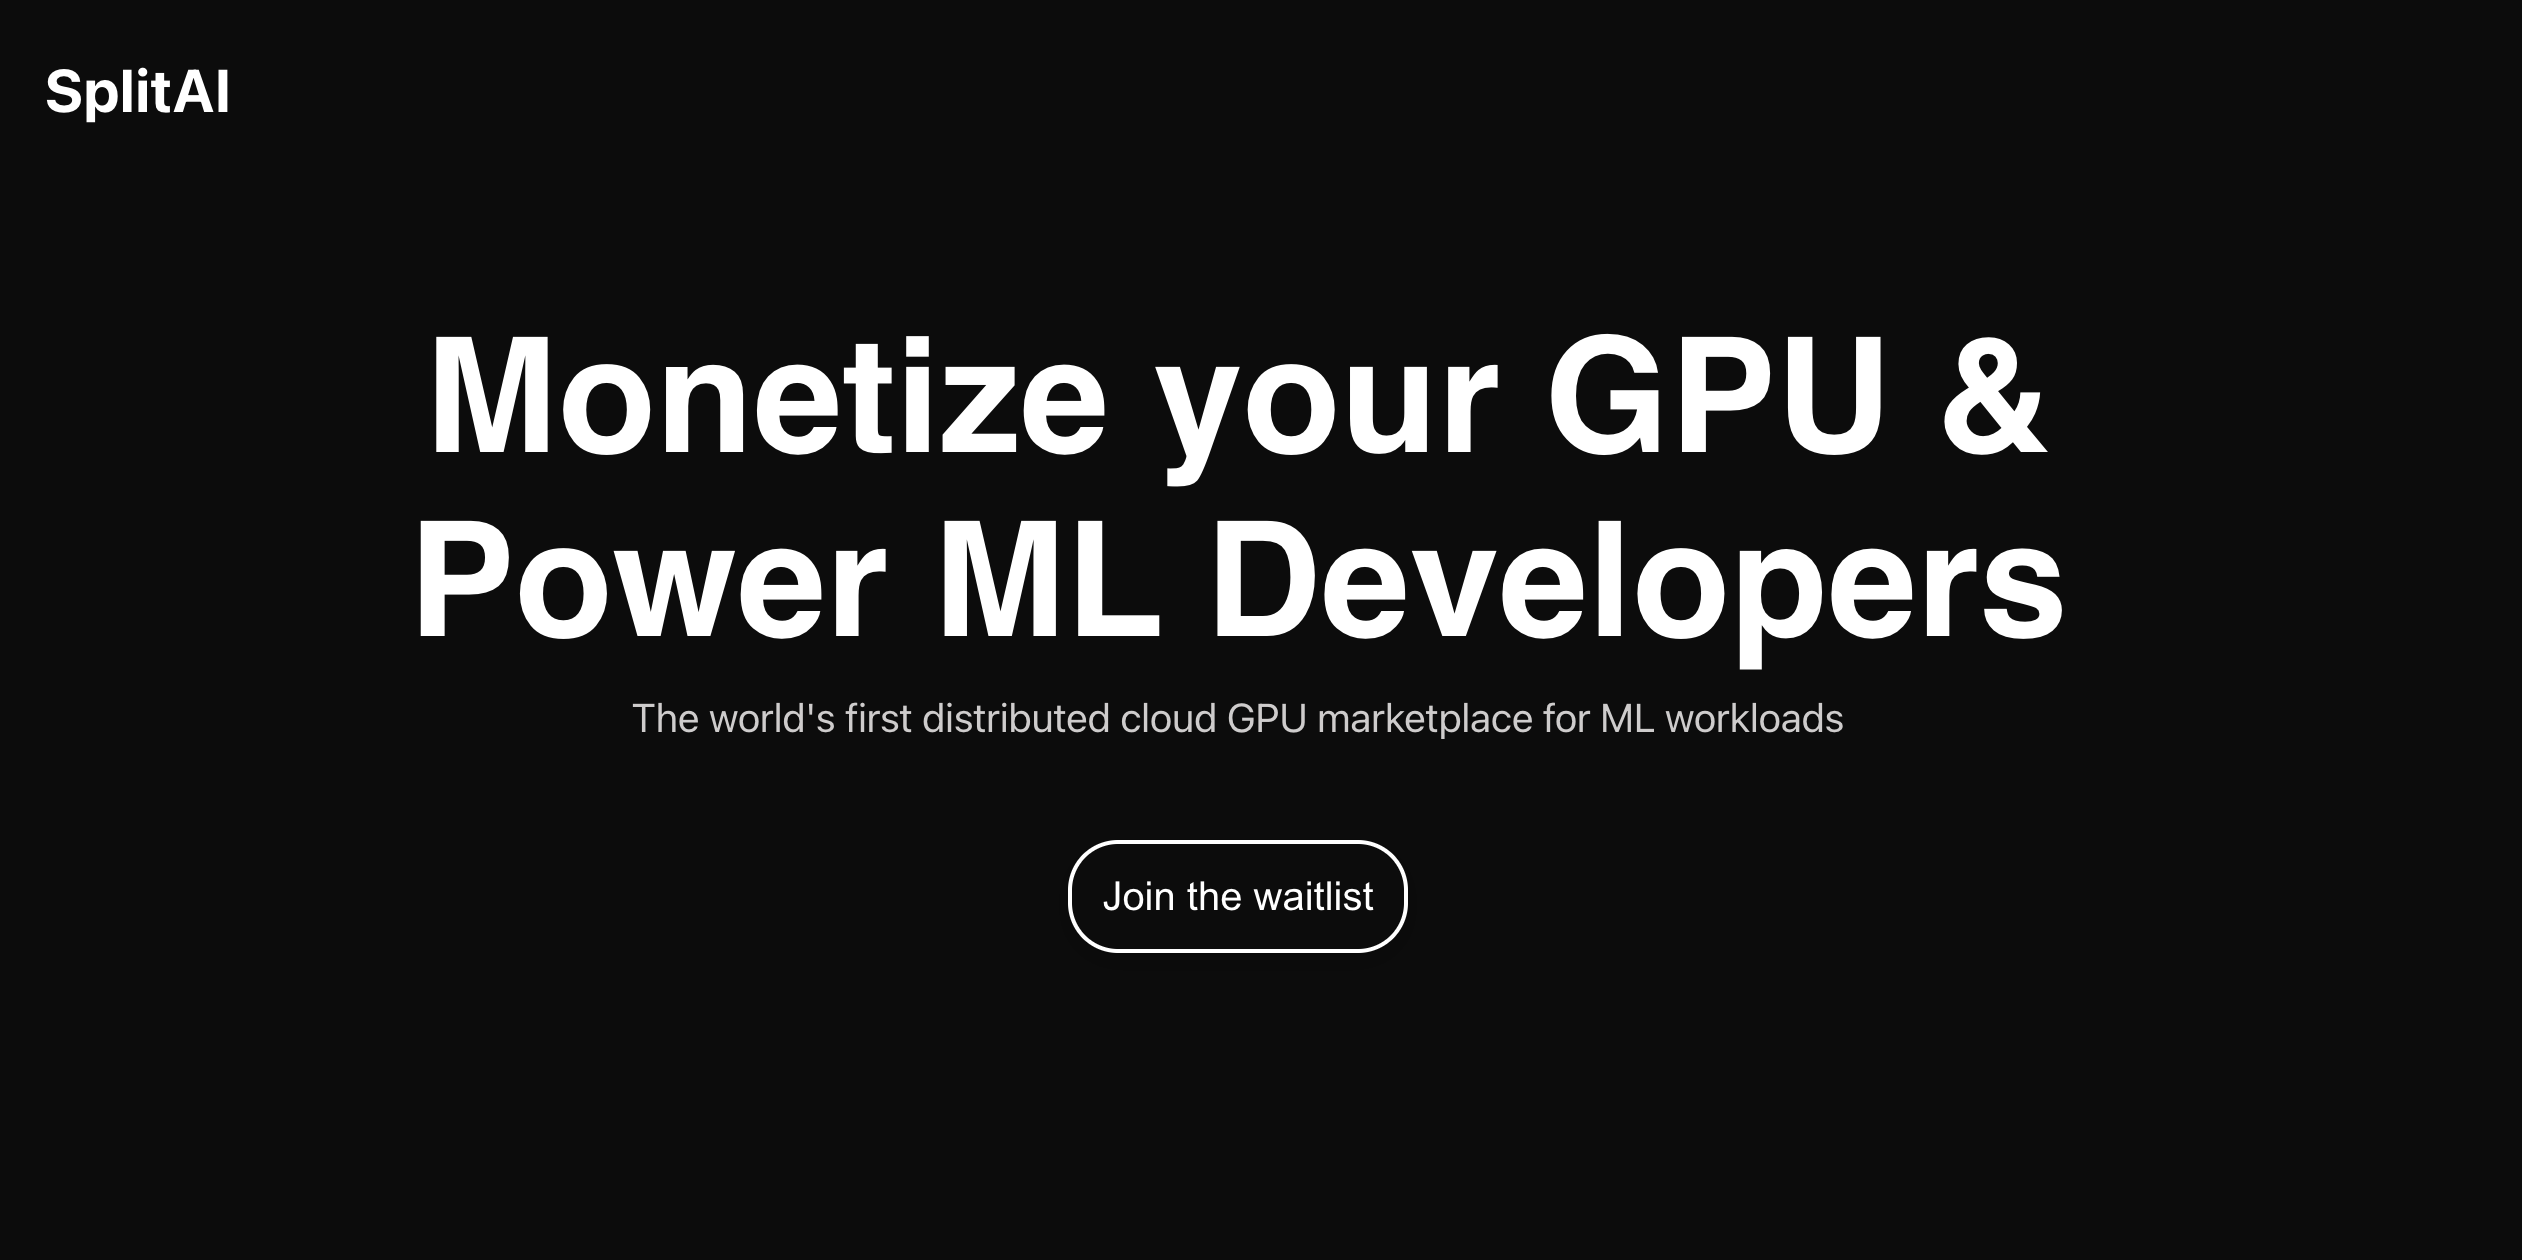 SplitAI
Monetize your GPU &
Power ML Developers
The world's first distributed cloud GPU marketplace for ML workloads
Join the waitlist